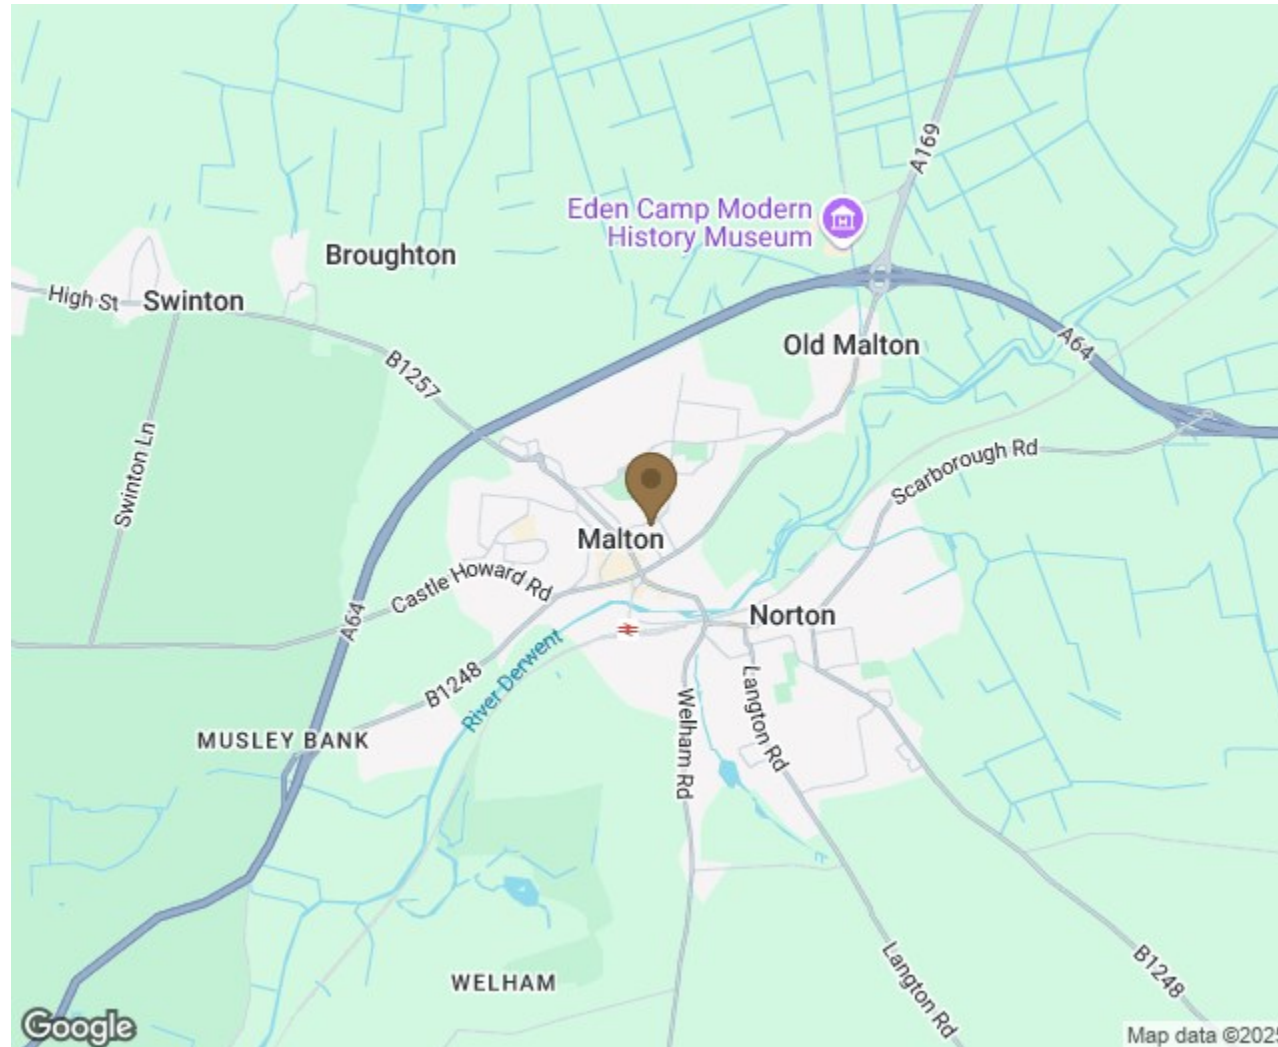 A169
Eden Camp Modern
History Museum
Broughton
High St
Swinton
Old Malton
A64
B1257
Swinton Ln
Scarborough Rd
Malton
Castle Howard Rd
A64
Norton
River Derwent
B1248
Welham Rd
Langton Rd
MUSLEY BANK
WELHAM
Langton Rd
B1248
Google
Map data ©2025